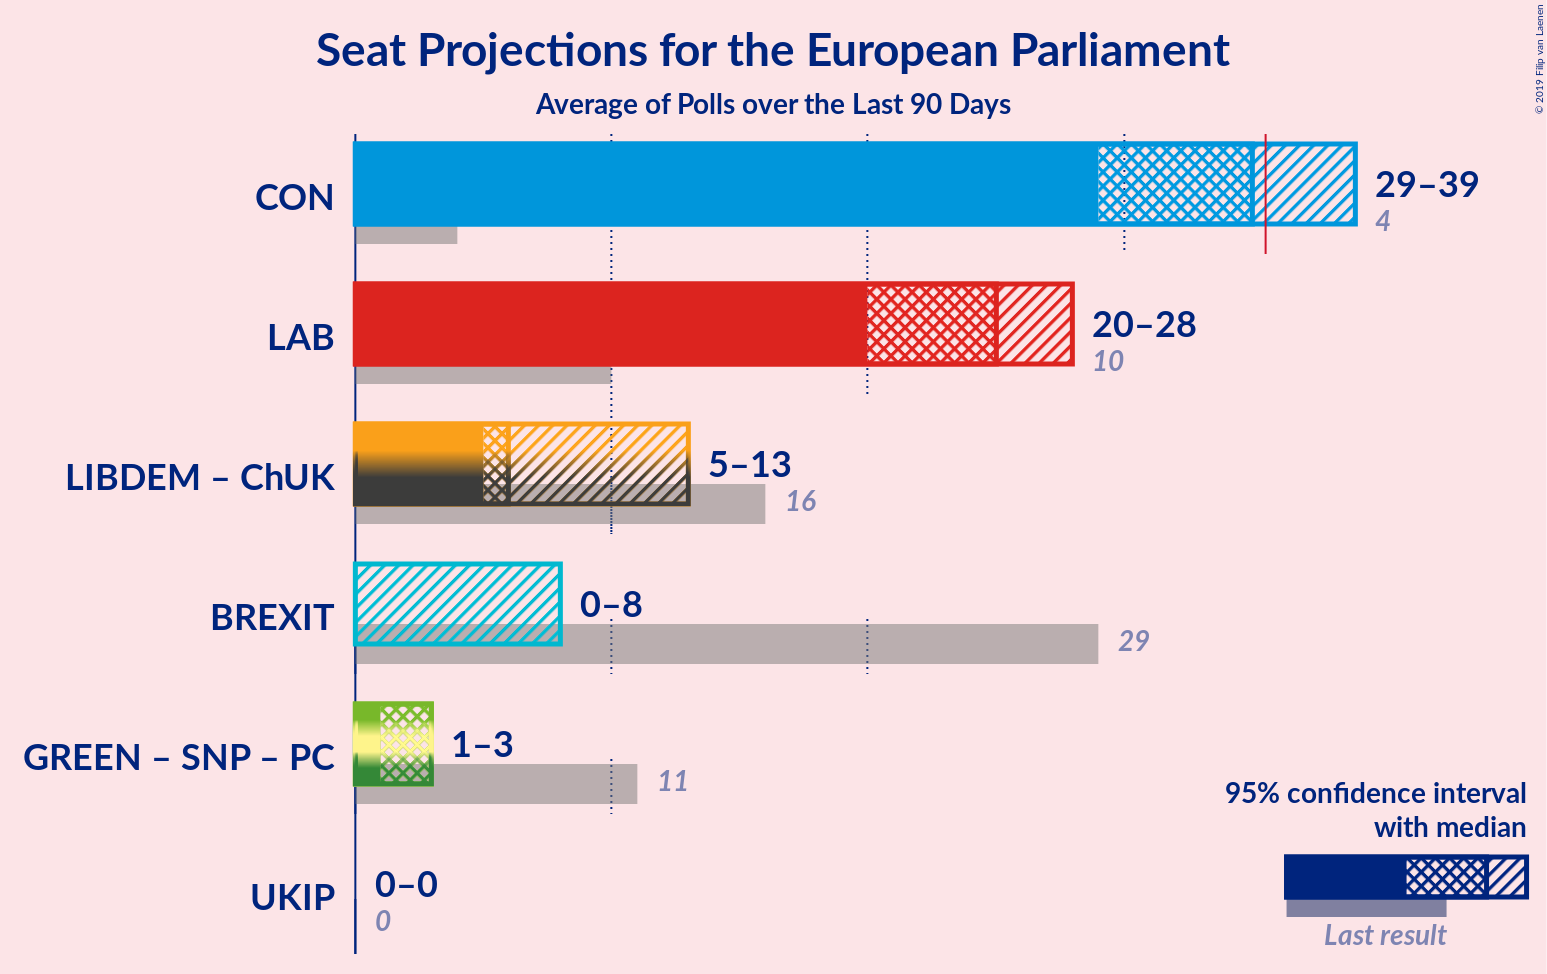 Seat Projections for the European Parliament
Average of Polls over the Last 90 Days
© 2019 Filip van Laenen
CON
29–39
4
LAB
20–28
10
LIBDEM – ChUK
5–13
16
BREXIT
0–8
29
GREEN – SNP – PC
1–3
11
UKIP
0–0
0
95% confidence interval
with median
Last result